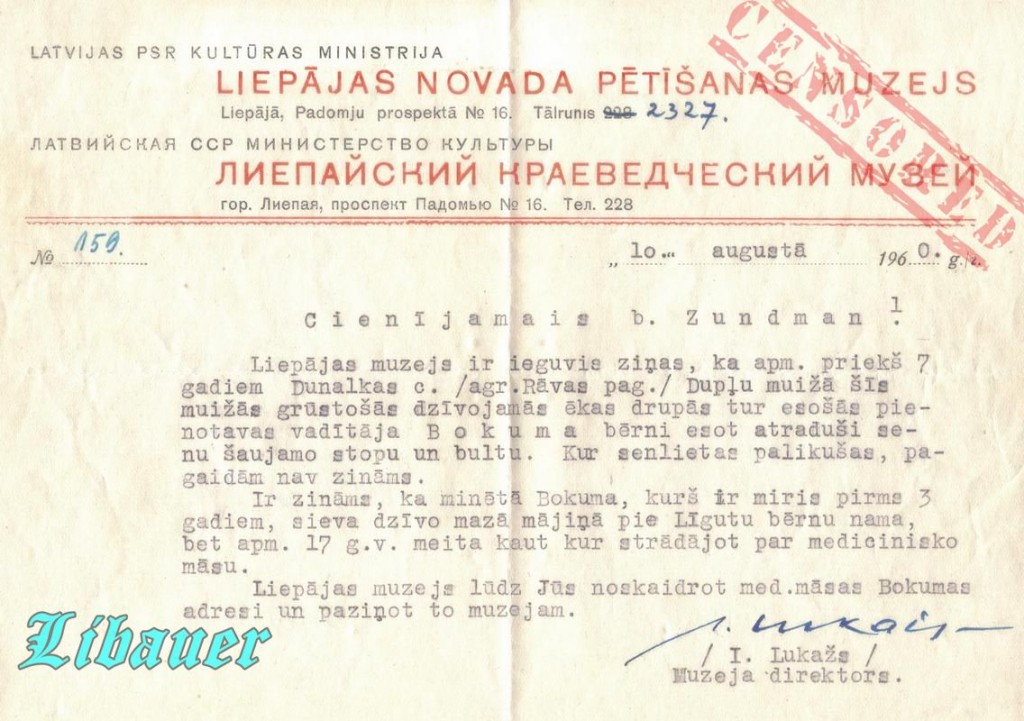 LATVIJAS PSR KULTŪRAS MINISTRIJA
LIEPĀJAS NOVADA PĒTĪŠANAS MUZEJS
Liepājā, Padomju prospektā № 16. Tālrunis 228 2327.
ЛАТВИЙСКАЯ ССР МИНИСТЕРСТВО КУЛЬТУРЫ
ЛИЕПАЙСКИЙ КРАЕВЕДЧЕСКИЙ МУЗЕЙ
гор. Лиепая, проспект Падомью № 16. Тел. 228
CENSORED
№ 159.
„10." augustā 1960. g.
Cienījamais b. Zundman!
Liepājas muzejs ir ieguvis ziņas, ka apm. priekš 7
gadiem Dunalkas c. /agr.Rāvas pag./ Dupļu muižā šīs
muižās grūstošās dzīvojamās ēkas drupās tur esošās pie-
notavas vadītāja Bokuma bērni esot atraduši se-
nu šaujamo stopu un bultu. Kur senlietas palikušas, pa-
gaidām nav zināms.
Ir zināms, ka minētā Bokuma, kurš ir miris pirms 3
gadiem, sieva dzīvo mazā mājiņā pie Līgutu bērnu nama,
bet apm. 17 g.v. meita kaut kur strādājot par medicinisko
māsu.
Liepājas muzejs lūdz Jūs noskaidrot med.māsas Bokumas
adresi un paziņot to muzejam.
/ I. Lukažs /
Muzeja direktors.
Libauer